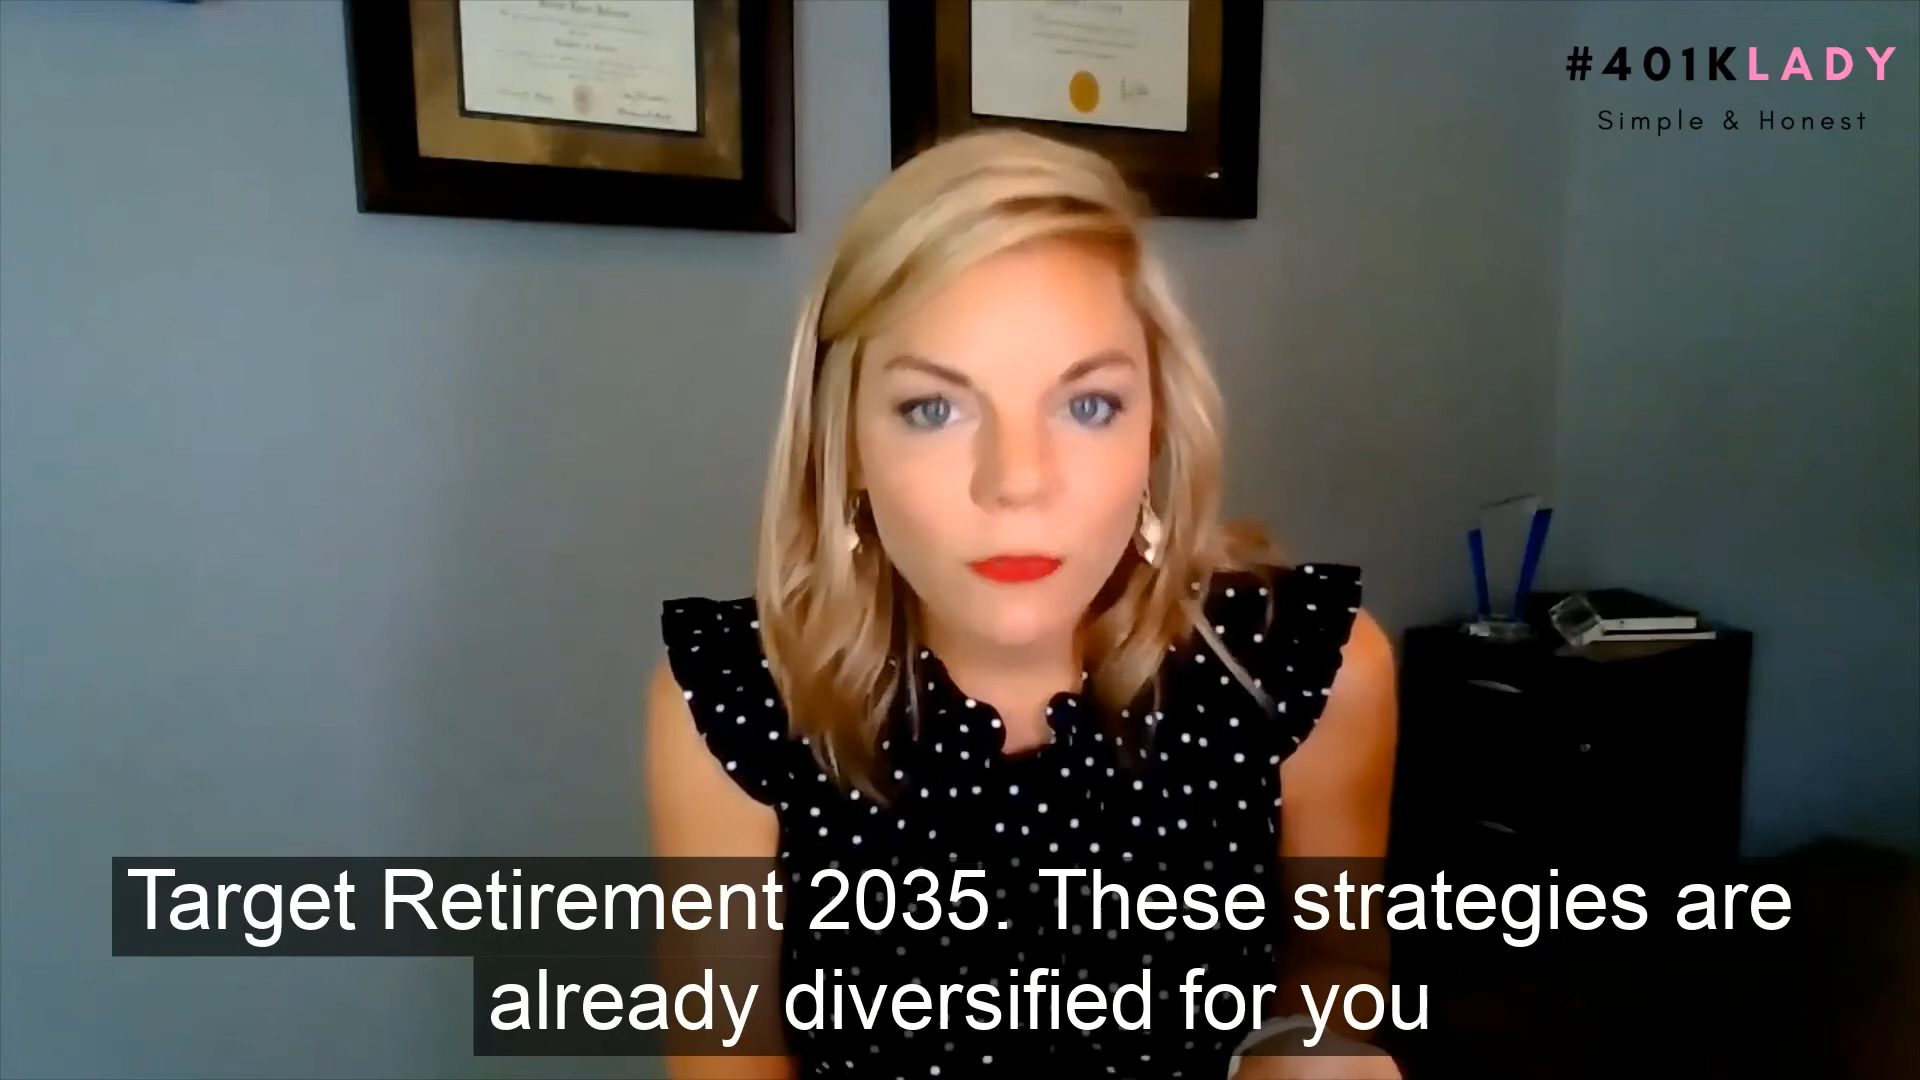 #401KLADY
Simple & Honest
Target Retirement 2035. These strategies are
already diversified for you